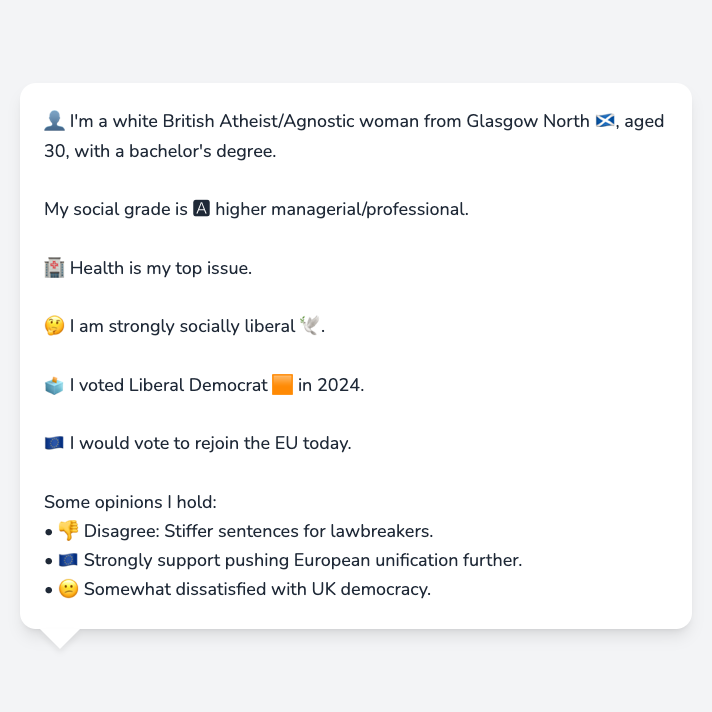 👤 I'm a white British Atheist/Agnostic woman from Glasgow North 🏴󠁧󠁢󠁳󠁣󠁴󠁿, aged
30, with a bachelor's degree.
My social grade is 🅰 higher managerial/professional.
🏥 Health is my top issue.
🤔 I am strongly socially liberal 🕊️.
🗳️ I voted Liberal Democrat 🟧 in 2024.
🇪🇺 I would vote to rejoin the EU today.
Some opinions I hold:
• 👎 Disagree: Stiffer sentences for lawbreakers.
• 🇪🇺 Strongly support pushing European unification further.
• 😕 Somewhat dissatisfied with UK democracy.